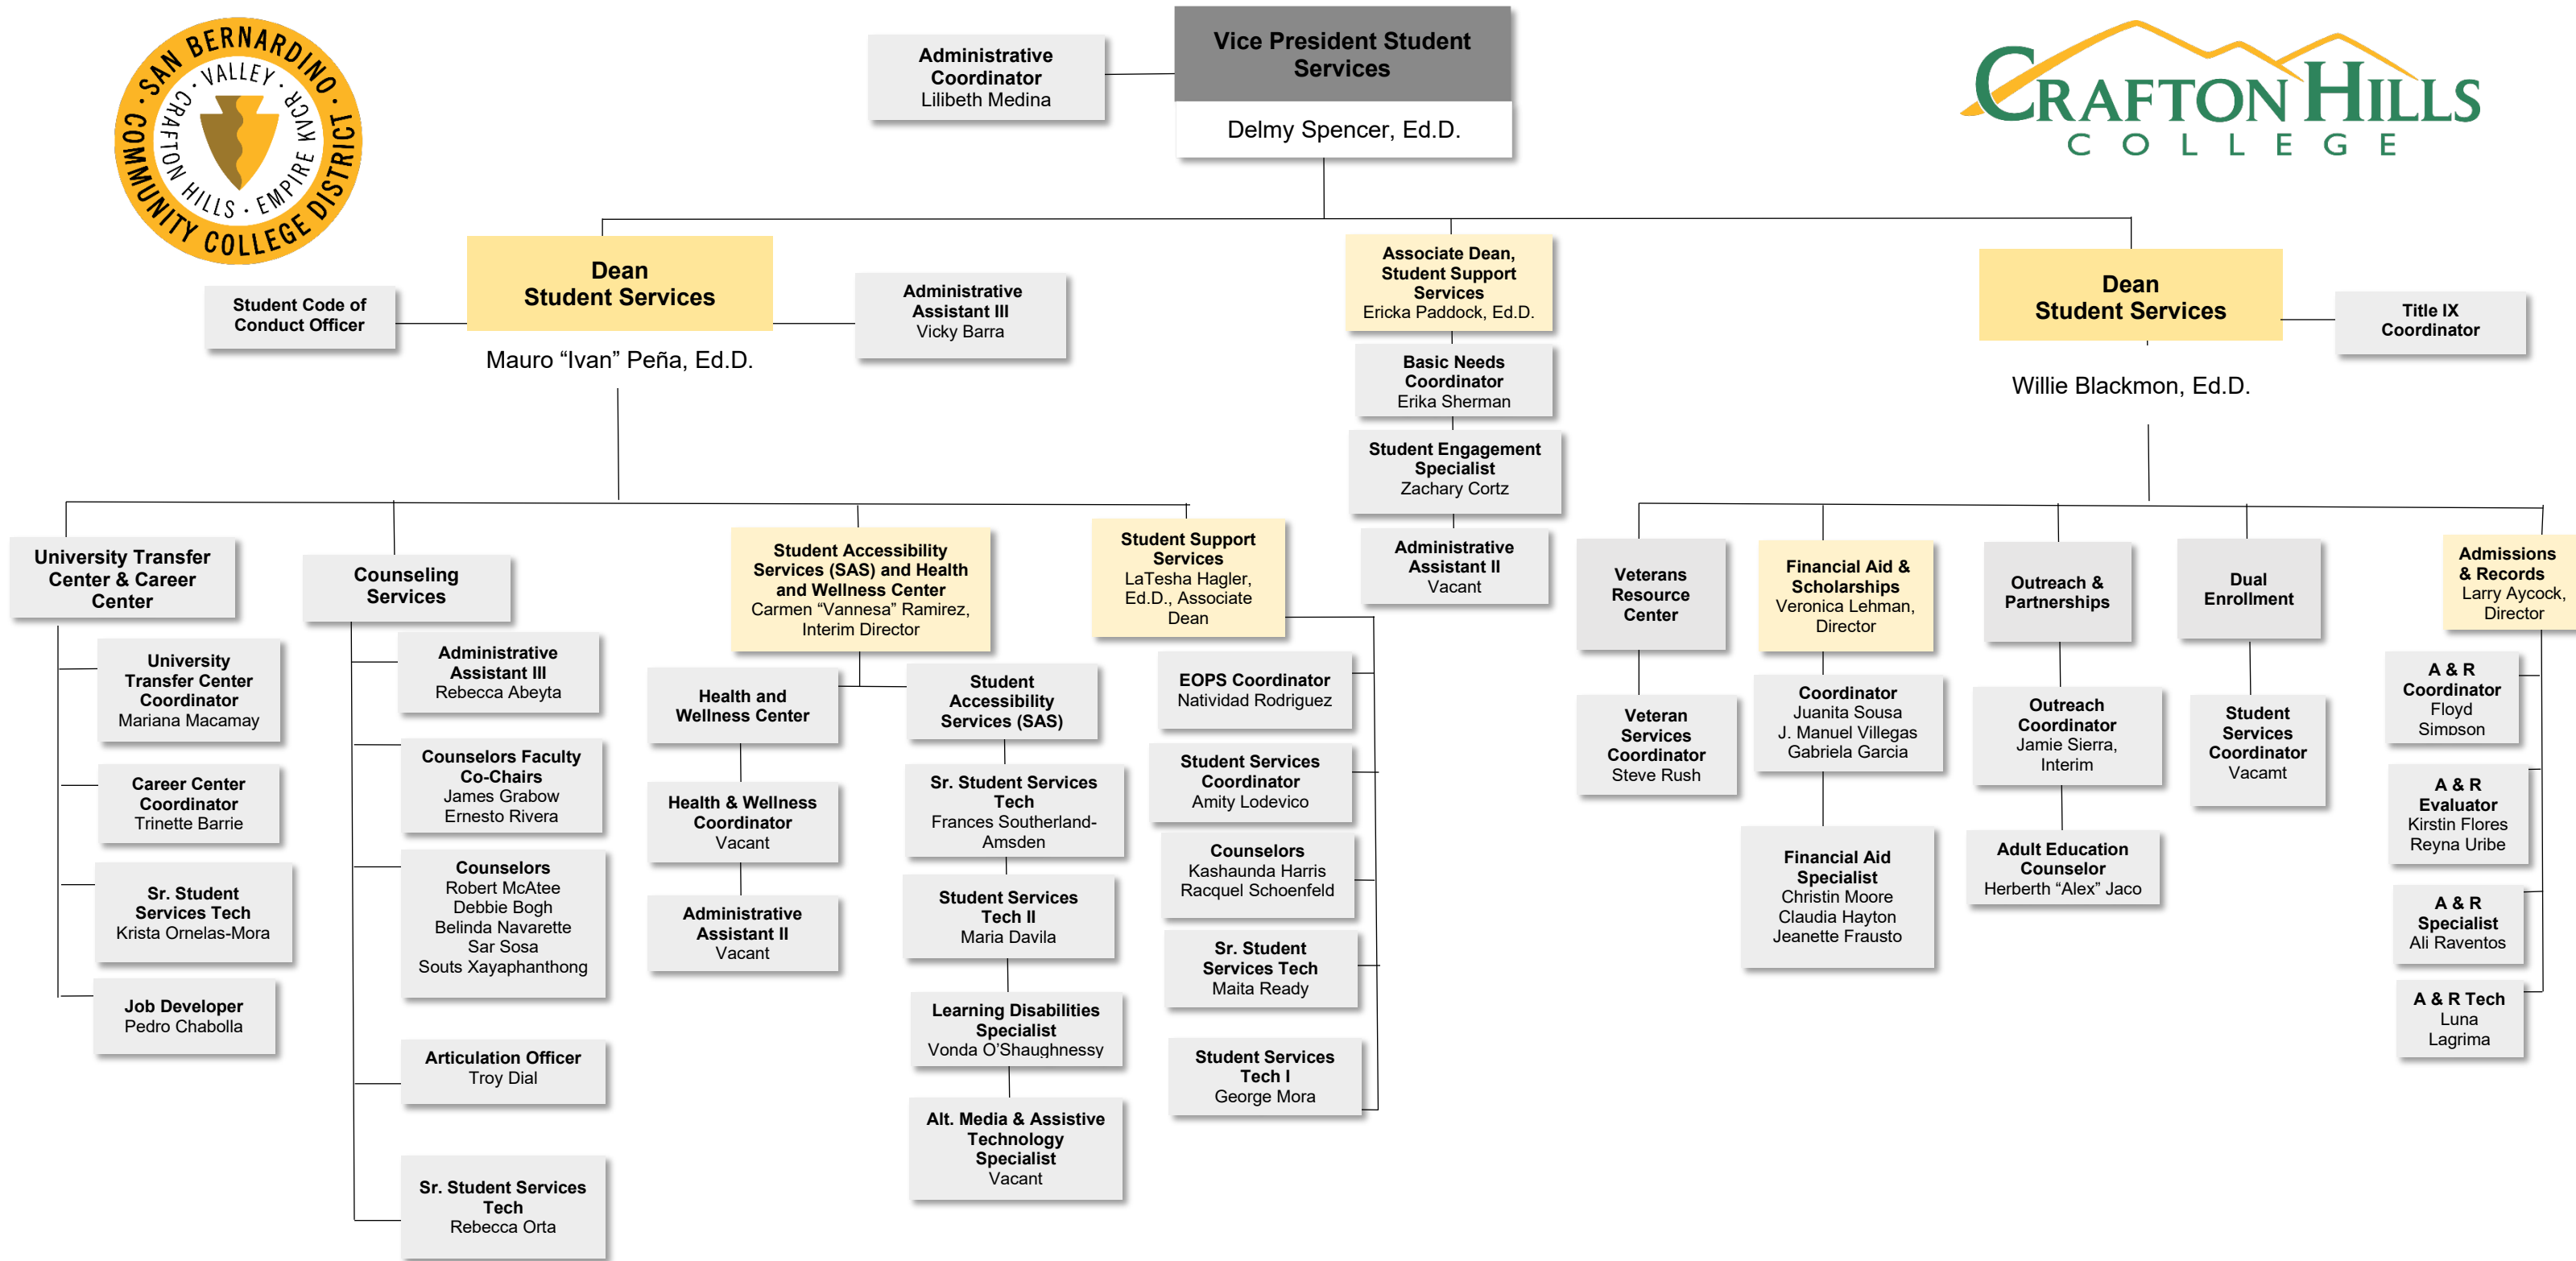 SAN BERNARDINO
COMMUNITY COLLEGE DISTRICT
VALLEY · KVCR
CRAFTON HILLS · EMPIRE
Administrative
Coordinator
Lilibeth Medina
Vice President Student
Services
Delmy Spencer, Ed.D.
CRAFTON HILLS
COLLEGE
Student Code of
Conduct Officer
Dean
Student Services
Mauro “Ivan” Peña, Ed.D.
Administrative
Assistant III
Vicky Barra
Associate Dean,
Student Support
Services
Ericka Paddock, Ed.D.
Basic Needs
Coordinator
Erika Sherman
Student Engagement
Specialist
Zachary Cortz
Administrative
Assistant II
Vacant
Dean
Student Services
Willie Blackmon, Ed.D.
Title IX
Coordinator
University Transfer
Center & Career
Center
University
Transfer Center
Coordinator
Mariana Macamay
Career Center
Coordinator
Trinette Barrie
Sr. Student
Services Tech
Krista Ornelas-Mora
Job Developer
Pedro Chabolla
Counseling
Services
Administrative
Assistant III
Rebecca Abeyta
Counselors Faculty
Co-Chairs
James Grabow
Ernesto Rivera
Counselors
Robert McAtee
Debbie Bogh
Belinda Navarette
Sar Sosa
Souts Xayaphanthong
Articulation Officer
Troy Dial
Sr. Student Services
Tech
Rebecca Orta
Student Accessibility
Services (SAS) and Health
and Wellness Center
Carmen “Vannesa” Ramirez,
Interim Director
Health and
Wellness Center
Health & Wellness
Coordinator
Vacant
Administrative
Assistant II
Vacant
Student
Accessibility
Services (SAS)
Sr. Student Services
Tech
Frances Southerland-
Amsden
Student Services
Tech II
Maria Davila
Learning Disabilities
Specialist
Vonda O’Shaughnessy
Alt. Media & Assistive
Technology
Specialist
Vacant
Student Support
Services
LaTesha Hagler,
Ed.D., Associate
Dean
EOPS Coordinator
Natividad Rodriguez
Student Services
Coordinator
Amity Lodevico
Counselors
Kashaunda Harris
Racquel Schoenfeld
Sr. Student
Services Tech
Maita Ready
Student Services
Tech I
George Mora
Veterans
Resource
Center
Veteran
Services
Coordinator
Steve Rush
Financial Aid &
Scholarships
Veronica Lehman,
Director
Coordinator
Juanita Sousa
J. Manuel Villegas
Gabriela Garcia
Financial Aid
Specialist
Christin Moore
Claudia Hayton
Jeanette Frausto
Outreach &
Partnerships
Outreach
Coordinator
Jamie Sierra,
Interim
Adult Education
Counselor
Herberth “Alex” Jaco
Dual
Enrollment
Student
Services
Coordinator
Vacamt
Admissions
& Records
Larry Aycock,
Director
A & R
Coordinator
Floyd
Simpson
A & R
Evaluator
Kirstin Flores
Reyna Uribe
A & R
Specialist
Ali Raventos
A & R Tech
Luna
Lagrima